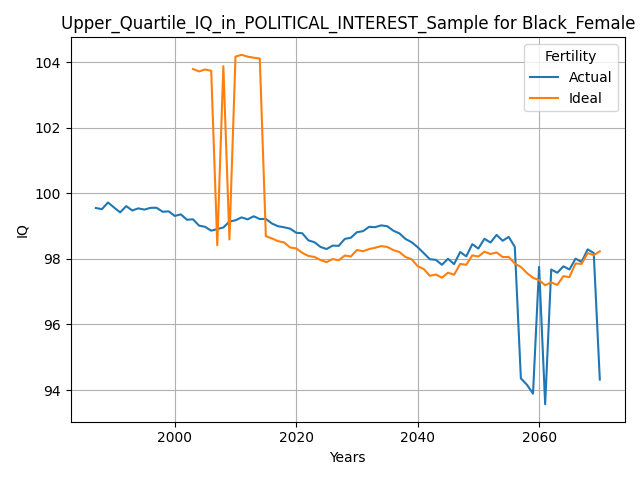 Upper_Quartile_IQ_in_POLITICAL_INTEREST_Sample for Black_Female
Fertility
Actual
Ideal
104
102
100
98
96
94
IQ
2000
2020
2040
2060
Years